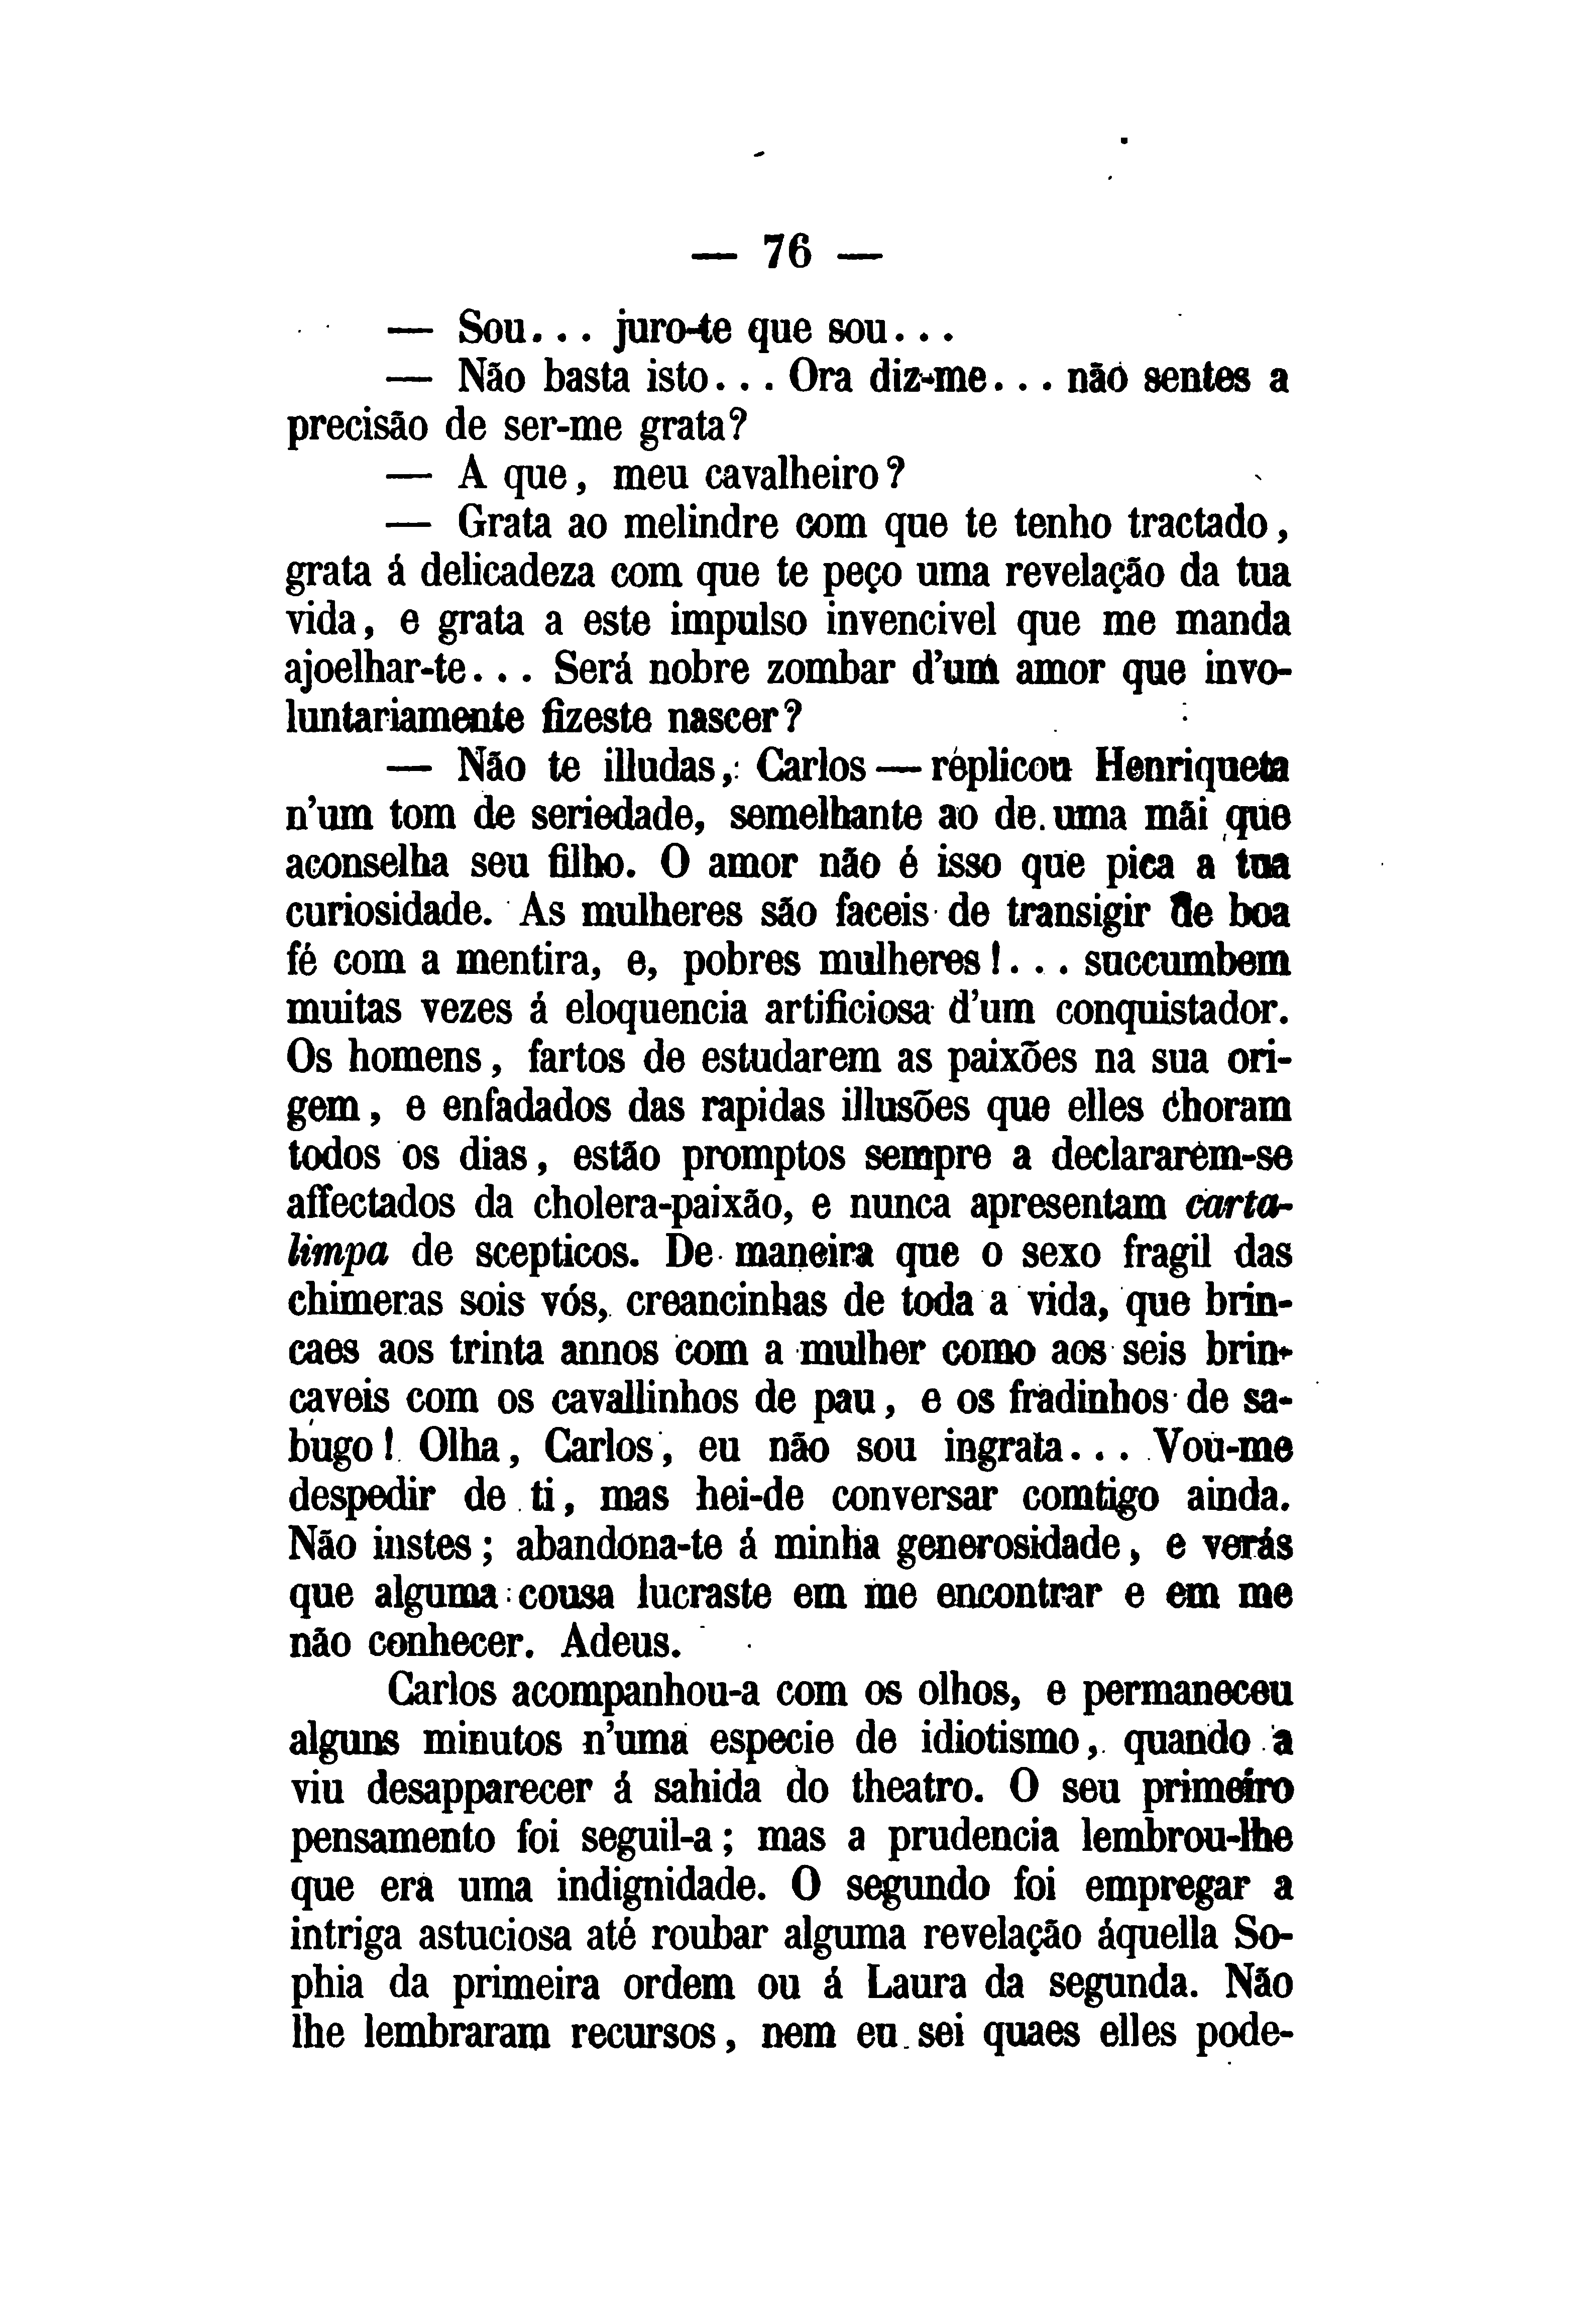 — 76 —
— Sou... juro-te que sou...
— Não basta isto... Ora diz-me... não sentes a
precisão de ser-me grata?
— A que, meu cavalheiro?
— Grata ao melindre com que te tenho tractado,
grata á delicadeza com que te peço uma revelação da tua
vida, e grata a este impulso invencivel que me manda
ajoelhar-te... Será nobre zombar d'um amor que invo-
luntariamente fizeste nascer?
— Não te illudas, Carlos — replicou Henriqueta
n'um tom de seriedade, semelhante ao de uma mãi que
aconselha seu filho. O amor não é isso que pica a tua
curiosidade. As mulheres são faceis de transigir de boa
fé com a mentira, e, pobres mulheres!... succumbem
muitas vezes á eloquencia artificiosa d'um conquistador.
Os homens, fartos de estudarem as paixões na sua ori-
gem, e enfadados das rapidas illusões que elles choram
todos os dias, estão promptos sempre a declararem-se
affectados da cholera-paixão, e nunca apresentam carta-
limpa de scepticos. De maneira que o sexo fragil das
chimeras sois vós, creancinhas de toda a vida, que brin-
caes aos trinta annos com a mulher como aos seis brin-
caveis com os cavallinhos de pau, e os fradinhos de sa-
bugo! Olha, Carlos, eu não sou ingrata... Vou-me
despedir de ti, mas hei-de conversar comtigo ainda.
Não instes; abandona-te á minha generosidade, e verás
que alguma cousa lucraste em me encontrar e em me
não conhecer. Adeus.
Carlos acompanhou-a com os olhos, e permaneceu
alguns minutos n'uma especie de idiotismo, quando a
viu desapparecer á sahida do theatro. O seu primeiro
pensamento foi seguil-a; mas a prudencia lembrou-lhe
que era uma indignidade. O segundo foi empregar a
intriga astuciosa até roubar alguma revelação áquella So-
phia da primeira ordem ou á Laura da segunda. Não
lhe lembraram recursos, nem eu sei quaes elles pode-